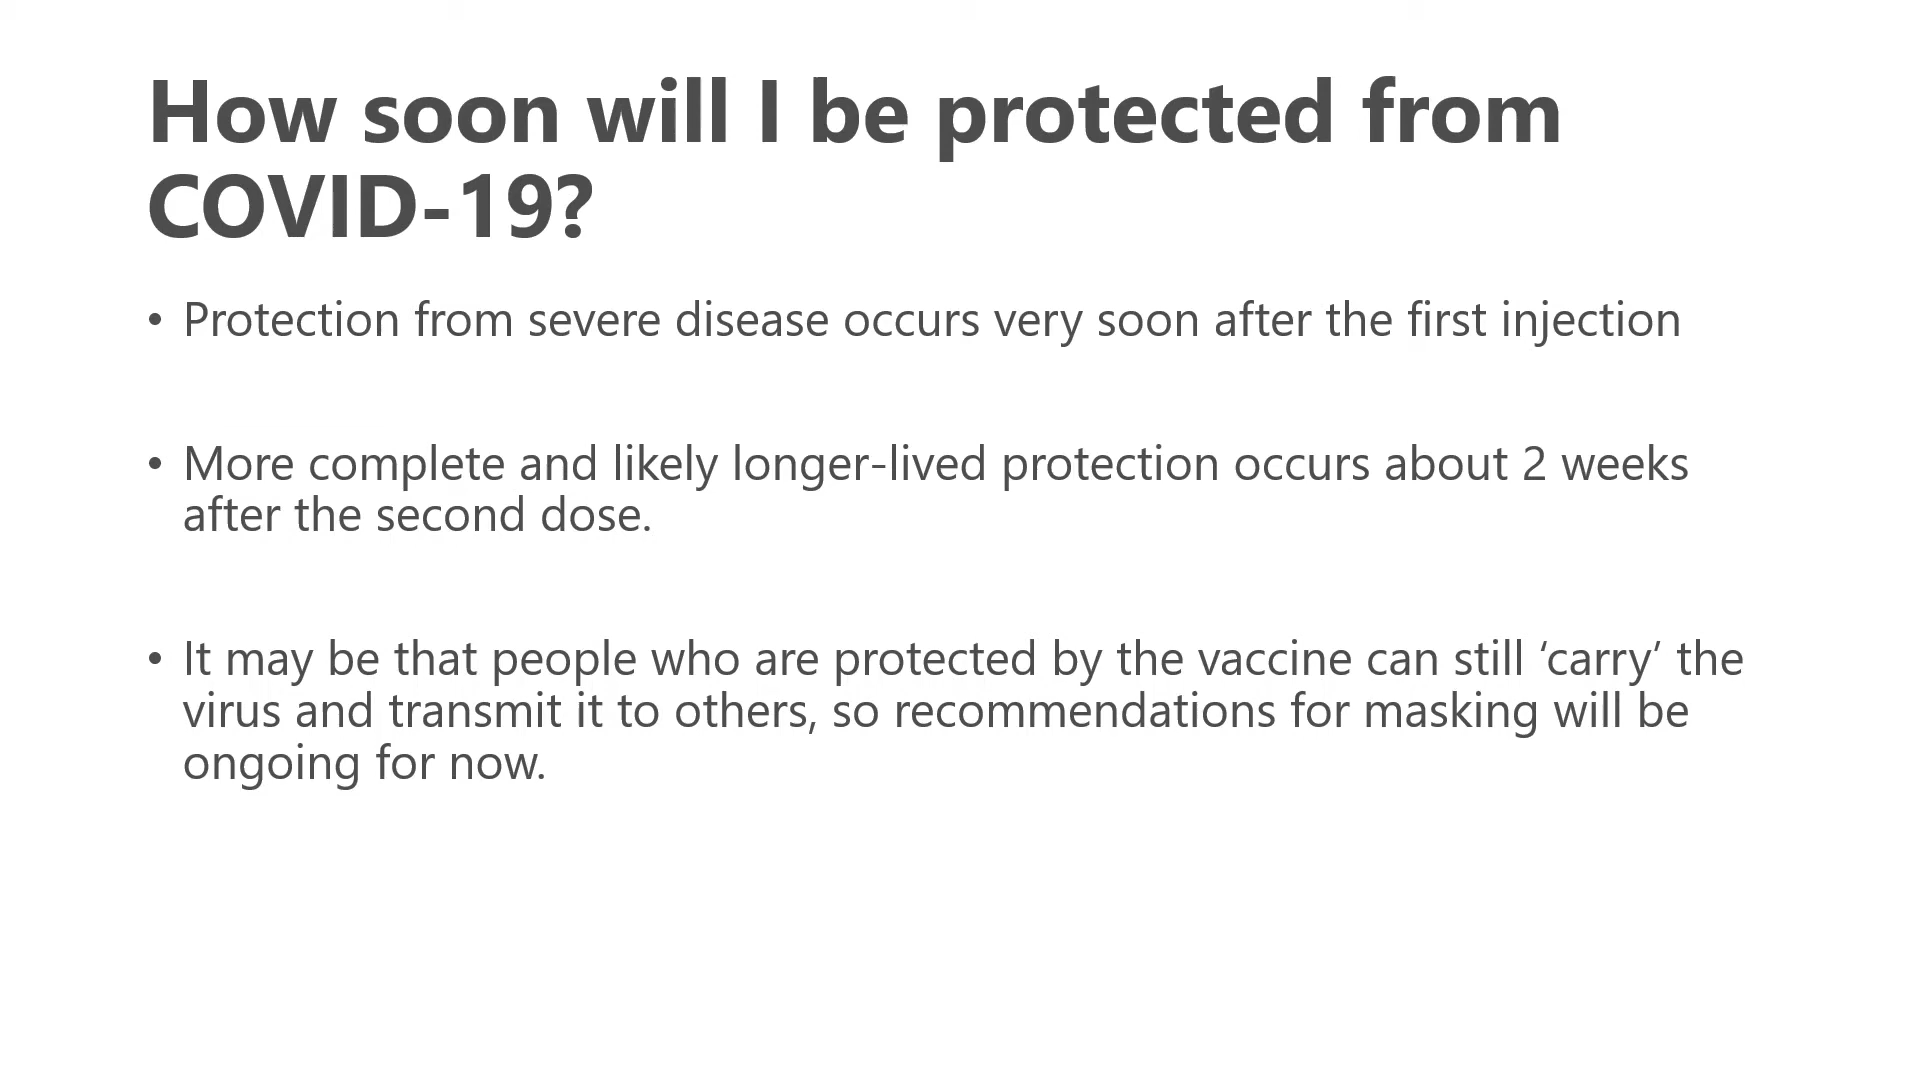 How soon will I be protected from
COVID-19?
• Protection from severe disease occurs very soon after the first injection
• More complete and likely longer-lived protection occurs about 2 weeks
after the second dose.
• It may be that people who are protected by the vaccine can still ‘carry’ the
virus and transmit it to others, so recommendations for masking will be
ongoing for now.